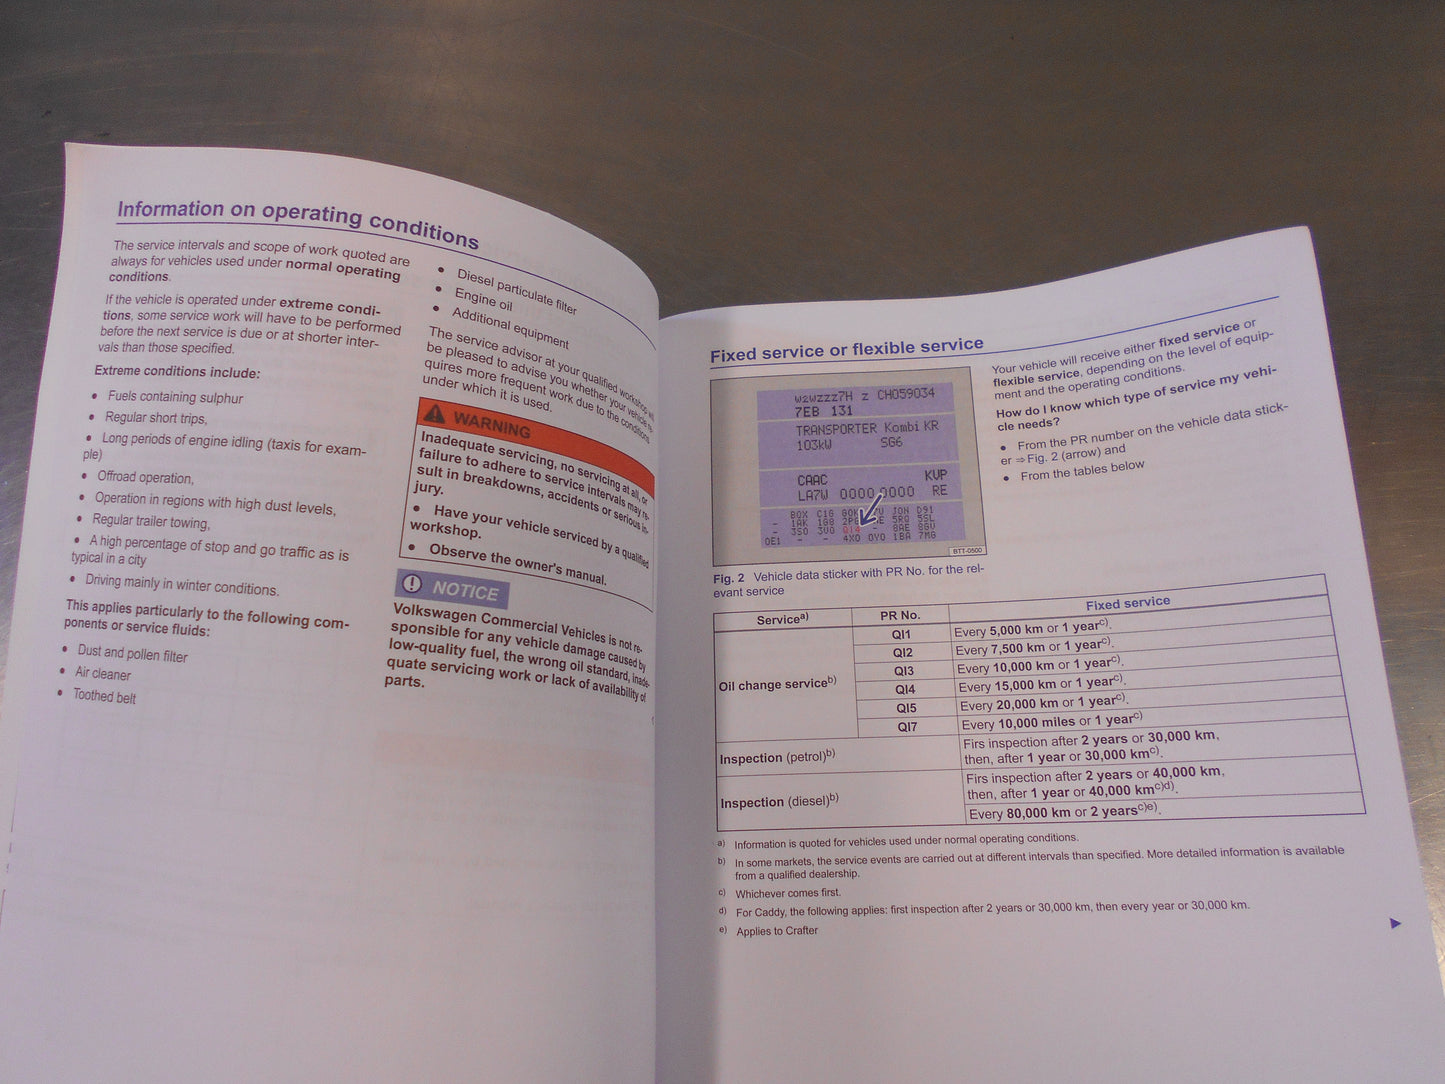 Information on operating conditions
The service intervals and scope of work quoted are
always for vehicles used under normal operating
conditions.
If the vehicle is operated under extreme condi-
tions, some service work will have to be performed
before the next service is due or at shorter inter-
vals than those specified.
Extreme conditions include:
• Fuels containing sulphur
• Regular short trips,
• Long periods of engine idling (taxis for exam-
ple)
• Offroad operation,
• Operation in regions with high dust levels,
• Regular trailer towing,
• A high percentage of stop and go traffic as is
typical in a city
• Driving mainly in winter conditions.
This applies particularly to the following com-
ponents or service fluids:
• Dust and pollen filter
• Air cleaner
• Toothed belt
• Diesel particulate filter
• Engine oil
• Additional equipment
The service advisor at your qualified workshop will
be pleased to advise you whether your vehicle re-
quires more frequent work due to the conditions
under which it is used.
WARNING
Inadequate servicing, no servicing at all, or
failure to adhere to service intervals may re-
sult in breakdowns, accidents or serious in-
jury.
• Have your vehicle serviced by a qualified
workshop.
• Observe the owner's manual.
NOTICE
Volkswagen Commercial Vehicles is not re-
sponsible for any vehicle damage caused by
low-quality fuel, the wrong oil standard, inade-
quate servicing work or lack of availability of
parts.
Fixed service or flexible service
WZWZZZ7H Z CH059034
7EB 131
TRANSPORTER Kombi KR
103kW SG6
CAAC KVP
LA7W 0000 0000 RE
BOX C1G JON D91
- 1AK 1G8 5RO 5SL
- 3SO 3UO QI4 - 8AE 8GV
OE1 - - 4XO OYO 1BA 7MG
BTT-0500
Fig. 2 Vehicle data sticker with PR No. for the rel-
evant service
Your vehicle will receive either fixed service or
flexible service, depending on the level of equip-
ment and the operating conditions.
How do I know which type of service my vehi-
cle needs?
• From the PR number on the vehicle data stick-
er ⇒ Fig. 2 (arrow) and
• From the tables below
Service a) PR No. Fixed service
Oil change service b)
QI1 Every 5,000 km or 1 year c).
QI2 Every 7,500 km or 1 year c).
QI3 Every 10,000 km or 1 year c).
QI4 Every 15,000 km or 1 year c).
QI5 Every 20,000 km or 1 year c).
QI7 Every 10,000 miles or 1 year c)
Inspection (petrol) b) Firs inspection after 2 years or 30,000 km,
then, after 1 year or 30,000 km c).
Inspection (diesel) b) Firs inspection after 2 years or 40,000 km,
then, after 1 year or 40,000 km c)d).
Every 80,000 km or 2 years c)e).
a) Information is quoted for vehicles used under normal operating conditions.
b) In some markets, the service events are carried out at different intervals than specified. More detailed information is available
from a qualified dealership.
c) Whichever comes first.
d) For Caddy, the following applies: first inspection after 2 years or 30,000 km, then every year or 30,000 km.
e) Applies to Crafter